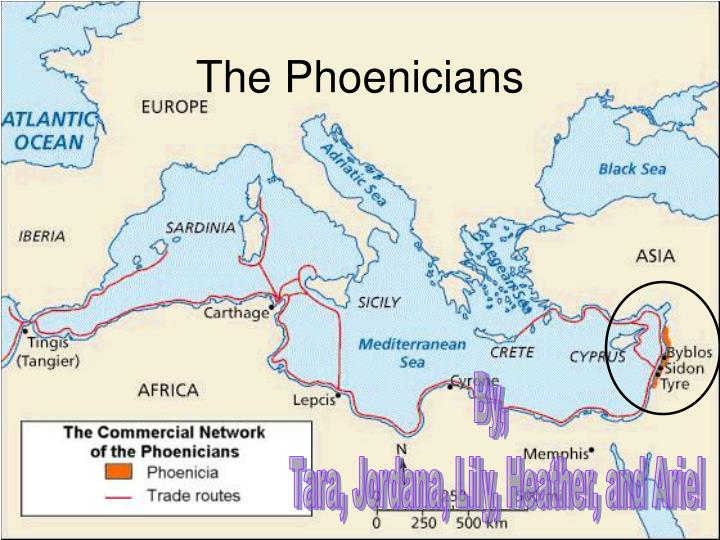 The Phoenicians
EUROPE
ATLANTIC
OCEAN
Adriatic Sea
Black Sea
IBERIA
SARDINIA
Aegean Sea
ASIA
SICILY
Carthage
Tingis
(Tangier)
Mediterranean
Sea
CRETE
CYPRUS
Byblos
Sidon
Tyre
AFRICA
Lepcis
Cyrene
By,
The Commercial Network
of the Phoenicians
Phoenicia
Trade routes
N
Memphis
Tara, Jordana, Lily, Heather, and Ariel
0
250
0 250 500 km